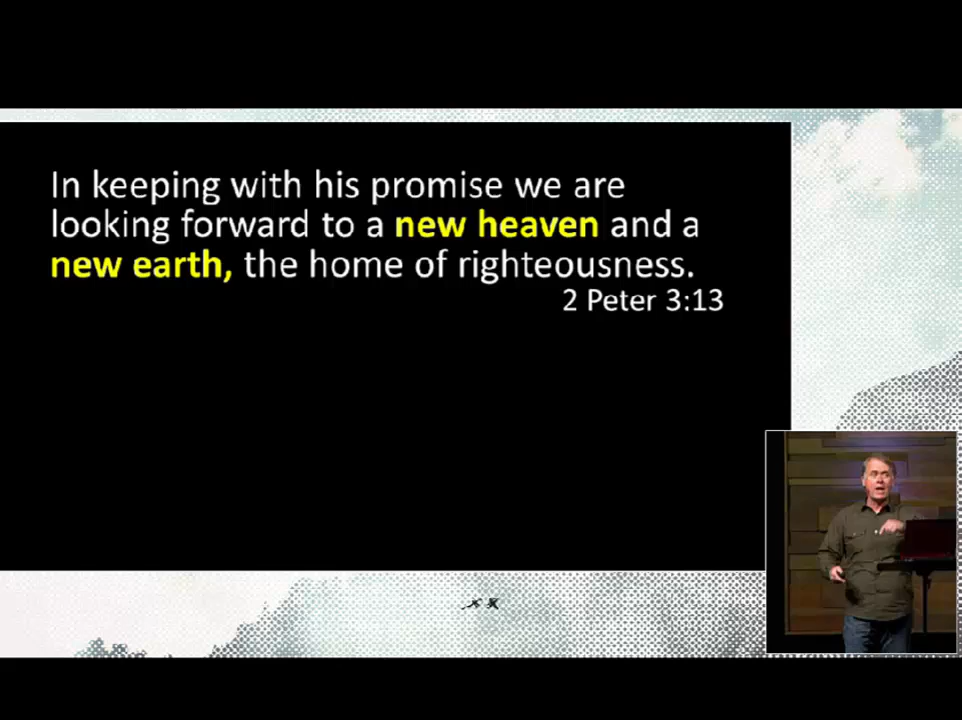 In keeping with his promise we are
looking forward to a new heaven and a
new earth, the home of righteousness.
2 Peter 3:13